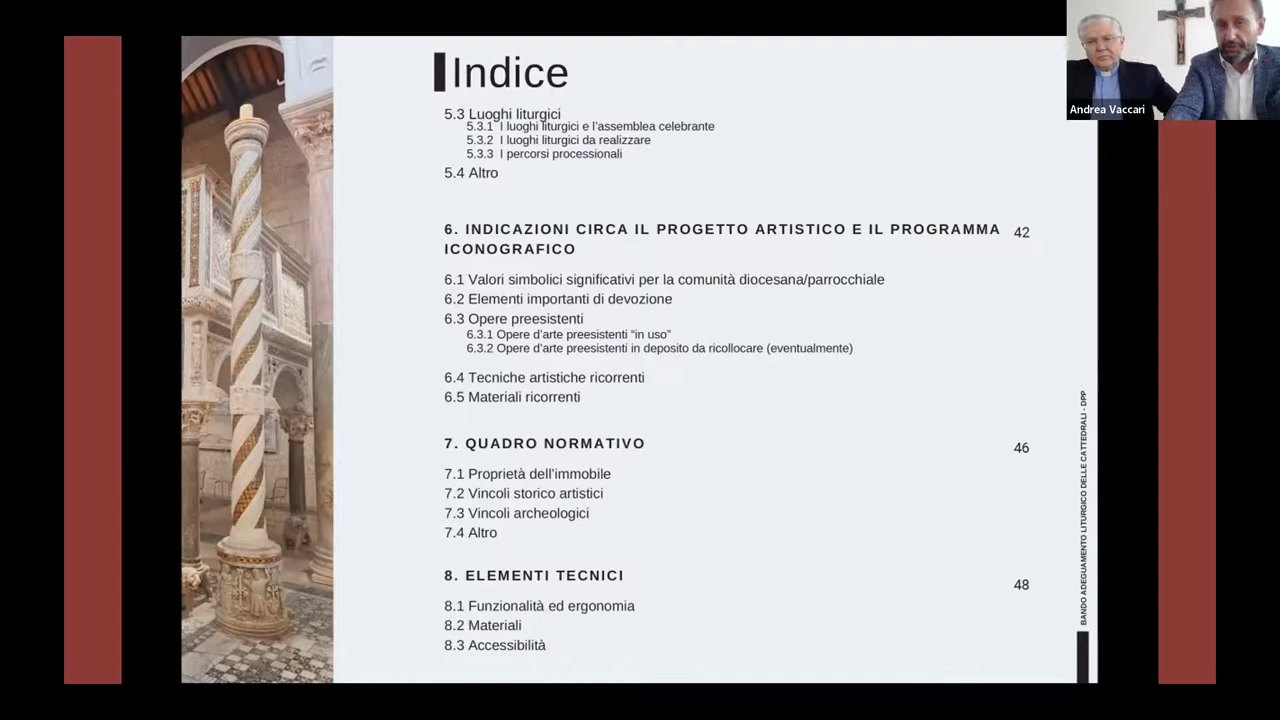 Indice
5.3 Luoghi liturgici
5.3.1 I luoghi liturgici e l'assemblea celebrante
5.3.2 I luoghi liturgici da realizzare
5.3.3 I percorsi processionali
5.4 Altro
6. INDICAZIONI CIRCA IL PROGETTO ARTISTICO E IL PROGRAMMA 42
ICONOGRAFICO
6.1 Valori simbolici significativi per la comunità diocesana/parrocchiale
6.2 Elementi importanti di devozione
6.3 Opere preesistenti
6.3.1 Opere d'arte preesistenti “in uso”
6.3.2 Opere d'arte preesistenti in deposito da ricollocare (eventualmente)
6.4 Tecniche artistiche ricorrenti
6.5 Materiali ricorrenti
7. QUADRO NORMATIVO 46
7.1 Proprietà dell'immobile
7.2 Vincoli storico artistici
7.3 Vincoli archeologici
7.4 Altro
8. ELEMENTI TECNICI 48
8.1 Funzionalità ed ergonomia
8.2 Materiali
8.3 Accessibilità
BANDO ADEGUAMENTO LITURGICO DELLE CATTEDRALI - DPP
Andrea Vaccari